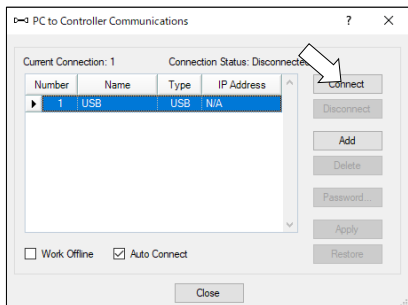 PC to Controller Communications
Current Connection: 1 Connection Status: Disconnected
Number Name Type IP Address
1 USB USB N/A
Connect
Disconnect
Add
Delete
Password...
Apply
Restore
Work Offline Auto Connect
Close